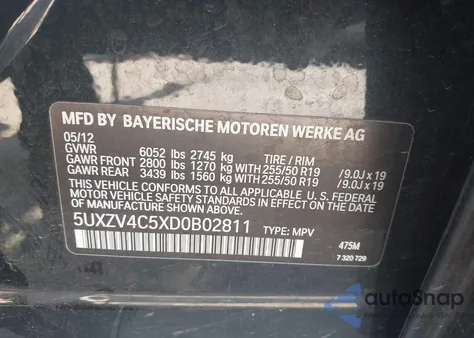 MFD BY BAYERISCHE MOTOREN WERKE AG
05/12
GVWR 6052 lbs 2745 kg TIRE / RIM
GAWR FRONT 2800 lbs 1270 kg WITH 255/50 R19 /9.0J x 19
GAWR REAR 3439 lbs 1560 kg WITH 255/50 R19 /9.0J x 19
THIS VEHICLE CONFORMS TO ALL APPLICABLE U.S.
FEDERAL MOTOR VEHICLE SAFETY STANDARDS IN
EFFECT ON THE DATE OF MANUFACTURE SHOWN ABOVE.
5UXZV4C5XD0B02811 TYPE: MPV
475M
7 320 729
autoSnap